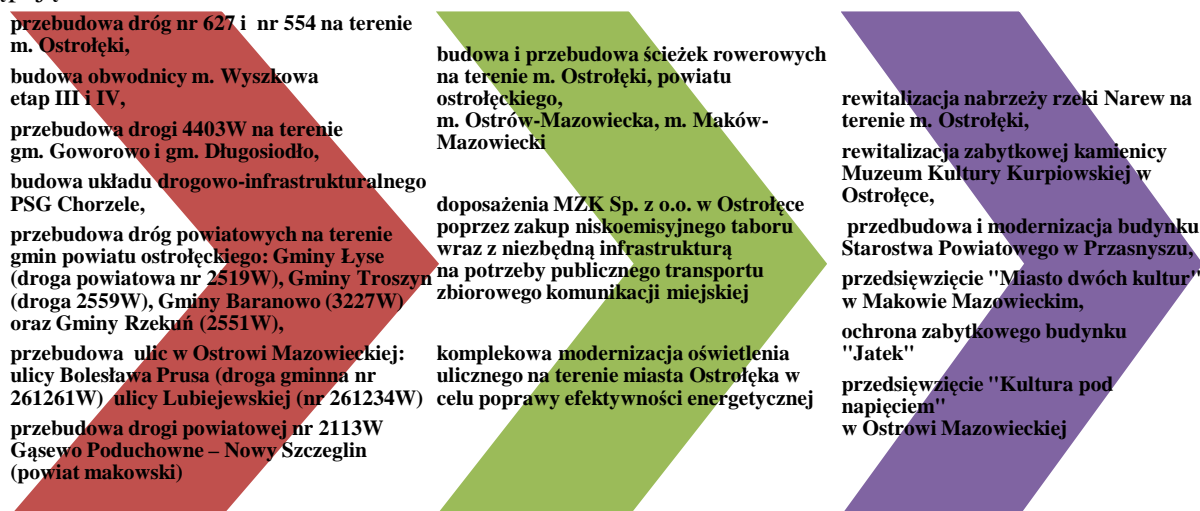 przebudowa dróg nr 627 i nr 554 na terenie
m. Ostrołęki,
budowa obwodnicy m. Wyszkowa
etap III i IV,
przebudowa drogi 4403W na terenie
gm. Goworowo i gm. Długosiodło,
budowa układu drogowo-infrastrukturalnego
PSG Chorzele,
przebudowa dróg powiatowych na terenie
gmin powiatu ostrołęckiego: Gminy Łyse
(droga powiatowa nr 2519W), Gminy Troszyn
(droga 2559W), Gminy Baranowo (3227W)
oraz Gminy Rzekuń (2551W),
przebudowa ulic w Ostrowi Mazowieckiej:
ulicy Bolesława Prusa (droga gminna nr
261261W) ulicy Lubiejewskiej (nr 261234W)
przebudowa drogi powiatowej nr 2113W
Gąsewo Poduchowne – Nowy Szczeglin
(powiat makowski)
budowa i przebudowa ścieżek rowerowych
na terenie m. Ostrołęki, powiatu
ostrołęckiego,
m. Ostrów-Mazowiecka, m. Maków-
Mazowiecki
doposażenia MZK Sp. z o.o. w Ostrołęce
poprzez zakup niskoemisyjnego taboru
wraz z niezbędną infrastrukturą
na potrzeby publicznego transportu
zbiorowego komunikacji miejskiej
komplekowa modernizacja oświetlenia
ulicznego na terenie miasta Ostrołęka w
celu poprawy efektywności energetycznej
rewitalizacja nabrzeży rzeki Narew na
terenie m. Ostrołęki,
rewitalizacja zabytkowej kamienicy
Muzeum Kultury Kurpiowskiej w
Ostrołęce,
przedbudowa i modernizacja budynku
Starostwa Powiatowego w Przasnyszu,
przedsięwzięcie "Miasto dwóch kultur"
w Makowie Mazowieckim,
ochrona zabytkowego budynku
"Jatek"
przedsięwzięcie "Kultura pod
napięciem"
w Ostrowi Mazowieckiej